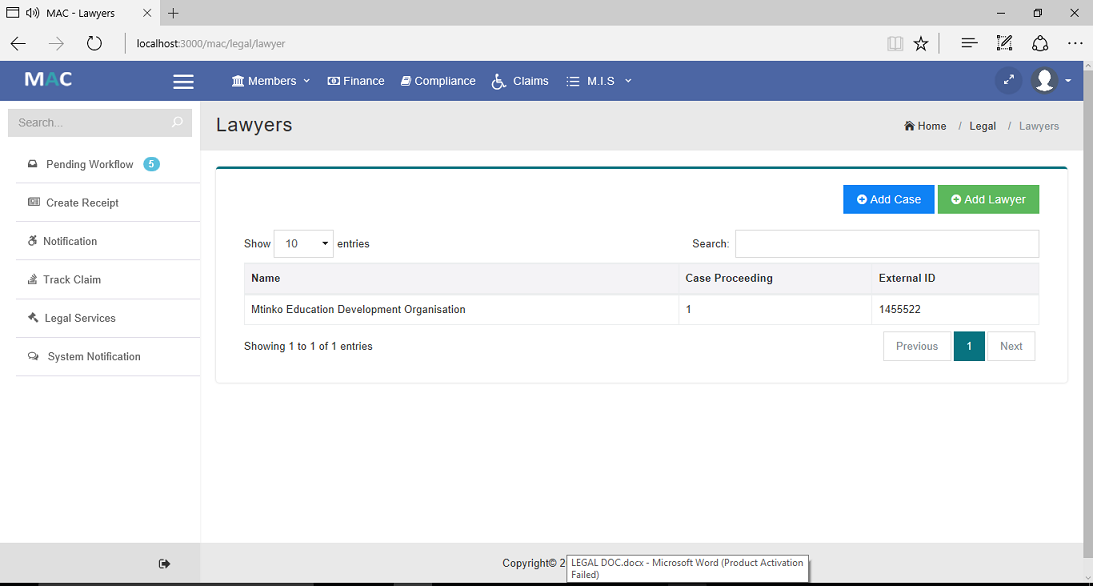 MAC - Lawyers
localhost:3000/mac/legal/lawyer
MAC
Members
Finance
Compliance
Claims
M.I.S
Search...
Lawyers
Home / Legal / Lawyers
Pending Workflow 5
Create Receipt
Notification
Track Claim
Legal Services
System Notification
Add Case
Add Lawyer
Show 10 entries
Search:
Name Case Proceeding External ID
Mtinko Education Development Organisation 1 1455522
Showing 1 to 1 of 1 entries
Previous 1 Next
Copyright© 2
LEGAL DOC.docx - Microsoft Word (Product Activation
Failed)